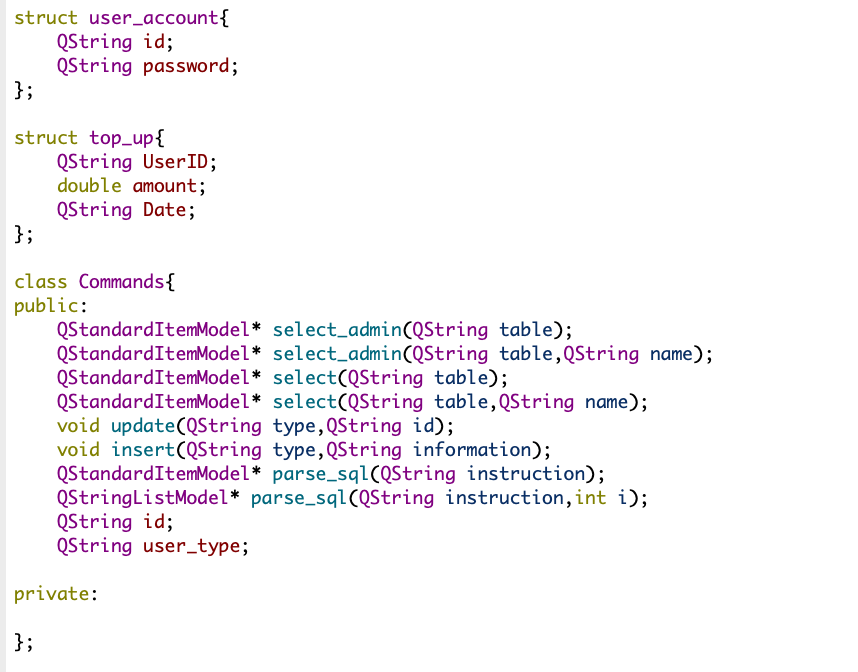 struct user_account{
    QString id;
    QString password;
};

struct top_up{
    QString UserID;
    double amount;
    QString Date;
};

class Commands{
public:
    QStandardItemModel* select_admin(QString table);
    QStandardItemModel* select_admin(QString table,QString name);
    QStandardItemModel* select(QString table);
    QStandardItemModel* select(QString table,QString name);
    void update(QString type,QString id);
    void insert(QString type,QString information);
    QStandardItemModel* parse_sql(QString instruction);
    QStringListModel* parse_sql(QString instruction,int i);
    QString id;
    QString user_type;

private:

};